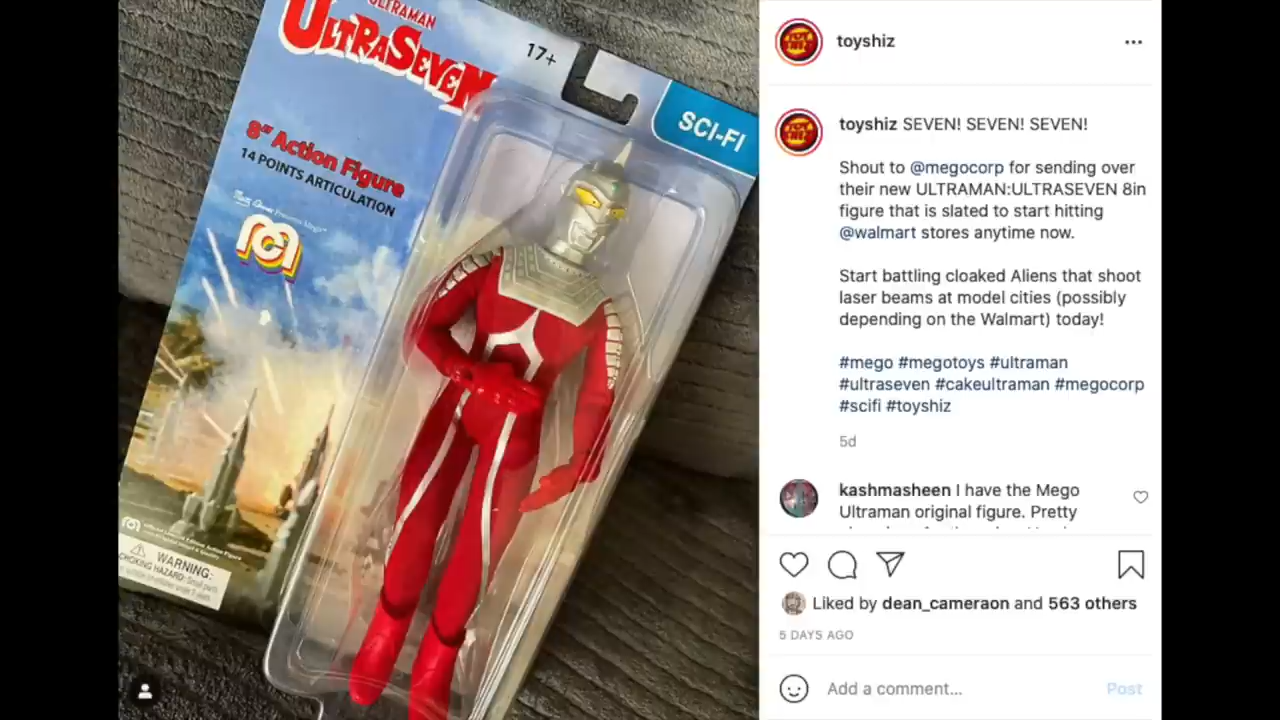 ULTRAMAN
ULTRASEVEN
17+
SCI-FI
8" Action Figure
14 POINTS ARTICULATION
WARNING:
CHOKING HAZARD: Small parts
toyshiz
toyshiz SEVEN! SEVEN! SEVEN!
Shout to @megocorp for sending over
their new ULTRAMAN:ULTRASEVEN 8in
figure that is slated to start hitting
@walmart stores anytime now.
Start battling cloaked Aliens that shoot
laser beams at model cities (possibly
depending on the Walmart) today!
#mego #megotoys #ultraman
#ultraseven #cakeultraman #megocorp
#scifi #toyshiz
5d
kashmasheen I have the Mego
Ultraman original figure. Pretty
Liked by dean_cameraon and 563 others
5 DAYS AGO
Add a comment...
Post